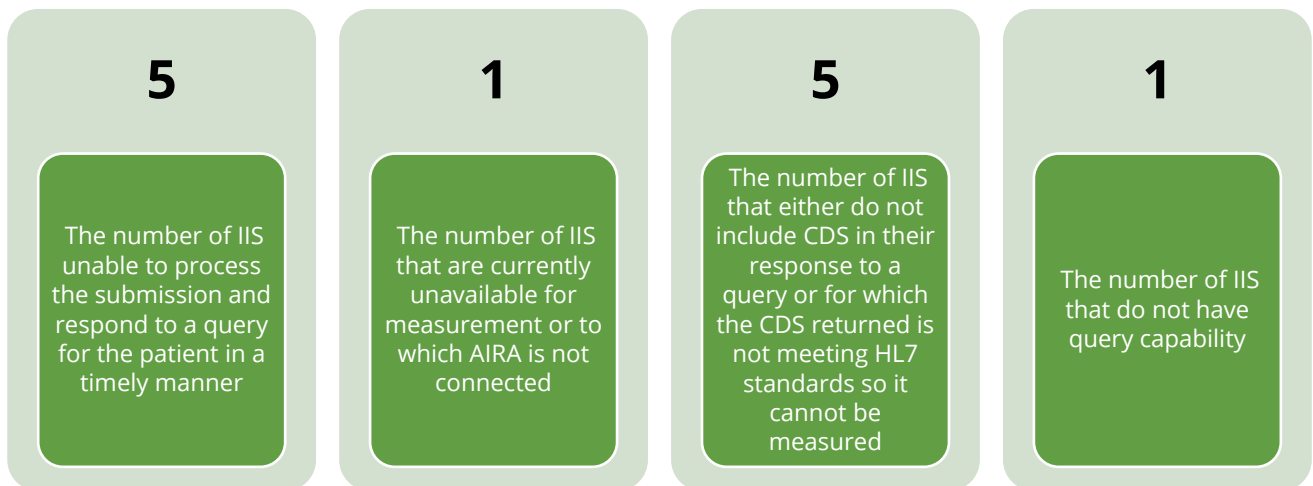 5
The number of IIS
unable to process
the submission and
respond to a query
for the patient in a
timely manner
1
The number of IIS
that are currently
unavailable for
measurement or to
which AIRA is not
connected
5
The number of IIS
that either do not
include CDS in their
response to a
query or for which
the CDS returned is
not meeting HL7
standards so it
cannot be
measured
1
The number of IIS
that do not have
query capability